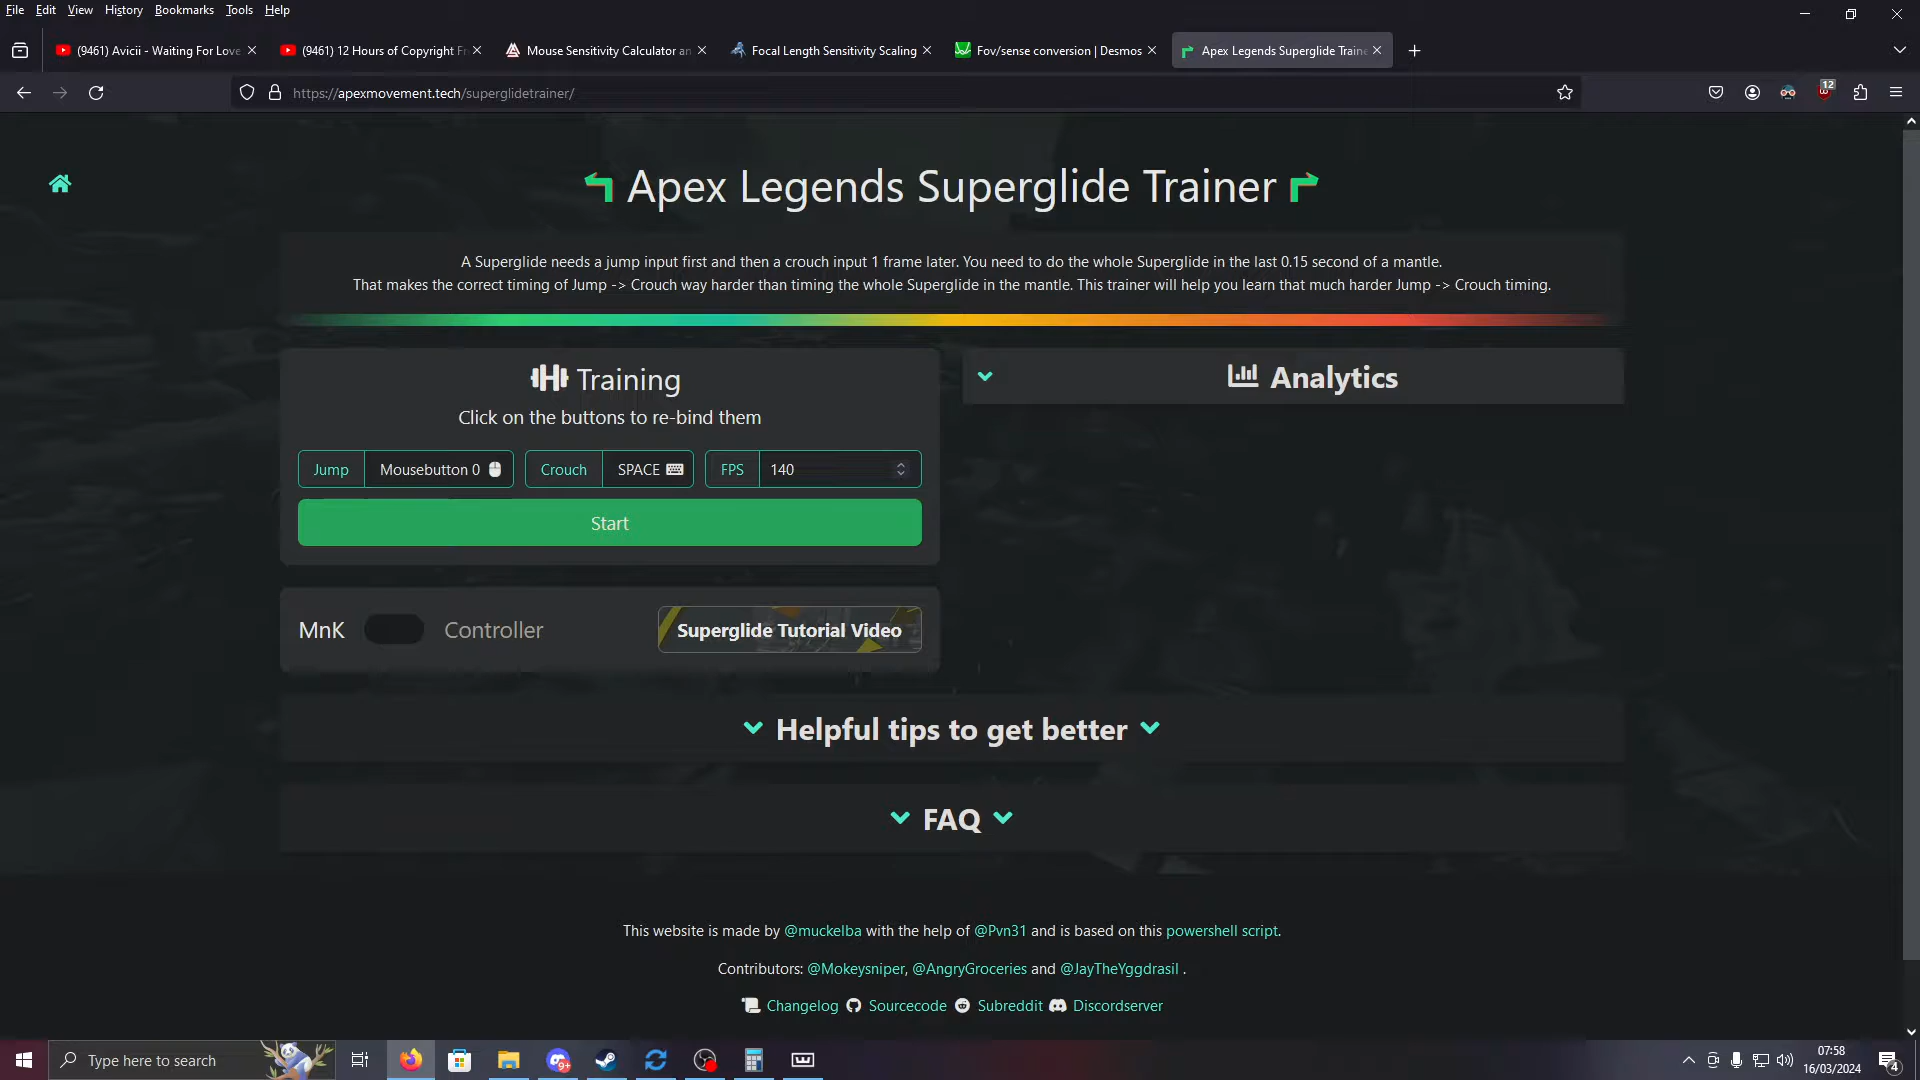 File Edit View History Bookmarks Tools Help
(9461) Avicii - Waiting For Love
(9461) 12 Hours of Copyright Fr
Mouse Sensitivity Calculator an
Focal Length Sensitivity Scaling
Fov/sense conversion | Desmos
Apex Legends Superglide Traine
https://apexmovement.tech/superglidetrainer/
12
Apex Legends Superglide Trainer
A Superglide needs a jump input first and then a crouch input 1 frame later. You need to do the whole Superglide in the last 0.15 second of a mantle.
That makes the correct timing of Jump -> Crouch way harder than timing the whole Superglide in the mantle. This trainer will help you learn that much harder Jump -> Crouch timing.
Training
Click on the buttons to re-bind them
Jump Mousebutton 0 Crouch SPACE FPS 140
Start
Analytics
MnK Controller Superglide Tutorial Video
Helpful tips to get better
FAQ
This website is made by @muckelba with the help of @Pvn31 and is based on this powershell script.
Contributors: @Mokeysniper, @AngryGroceries and @JayTheYggdrasil .
Changelog Sourcecode Subreddit Discordserver
Type here to search
9+
07:58
16/03/2024
4